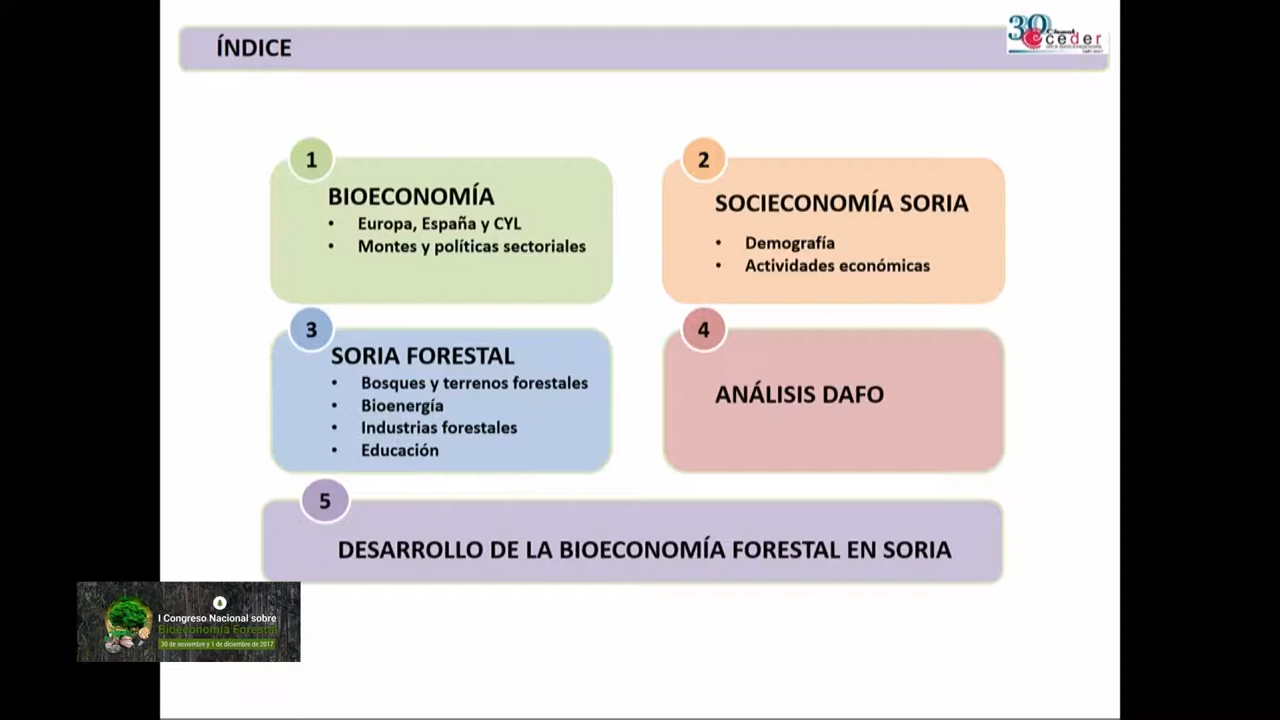 ÍNDICE
30
ceder
1
BIOECONOMÍA
• Europa, España y CYL
• Montes y políticas sectoriales
2
SOCIECONOMÍA SORIA
• Demografía
• Actividades económicas
3
SORIA FORESTAL
• Bosques y terrenos forestales
• Bioenergía
• Industrias forestales
• Educación
4
ANÁLISIS DAFO
5
DESARROLLO DE LA BIOECONOMÍA FORESTAL EN SORIA
I Congreso Nacional sobre
Bioeconomía Forestal
30 de noviembre y 1 de diciembre de 2017